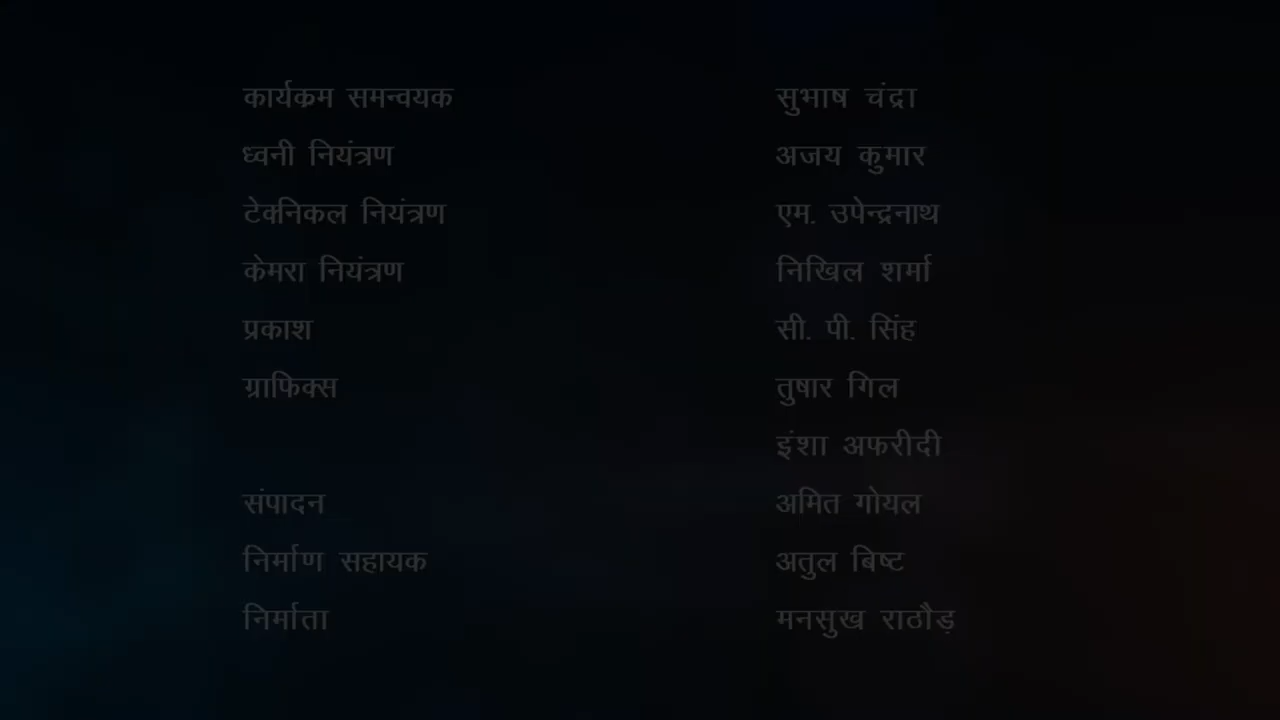 कार्यक्रम समन्वयक सुभाष चंद्रा
ध्वनी नियंत्रण अजय कुमार
टेक्निकल नियंत्रण एम. उपेन्द्रनाथ
केमरा नियंत्रण निखिल शर्मा
प्रकाश सी. पी. सिंह
ग्राफिक्स तुषार गिल
इंशा अफरीदी
संपादन अमित गोयल
निर्माण सहायक अतुल बिष्ट
निर्माता मनसुख राठौड़